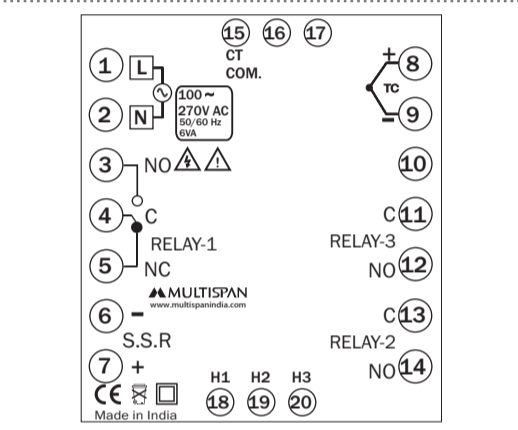 15 16 17
CT
COM.
1 L
2 N
100 ~
270V AC
50/60 Hz
6VA
+ 8
TC
- 9
3 NO
10
4 C
C 11
RELAY-1
RELAY-3
5 NC
NO 12
MULTISPAN
www.multispanindia.com
6 -
C 13
S.S.R
RELAY-2
7 +
NO 14
CE
H1 H2 H3
Made in India
18 19 20